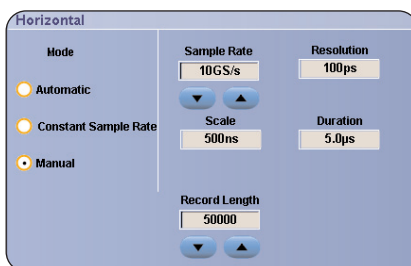 Horizontal
Mode
Automatic
Constant Sample Rate
Manual
Sample Rate
10GS/s
Resolution
100ps
Scale
500ns
Duration
5.0µs
Record Length
50000